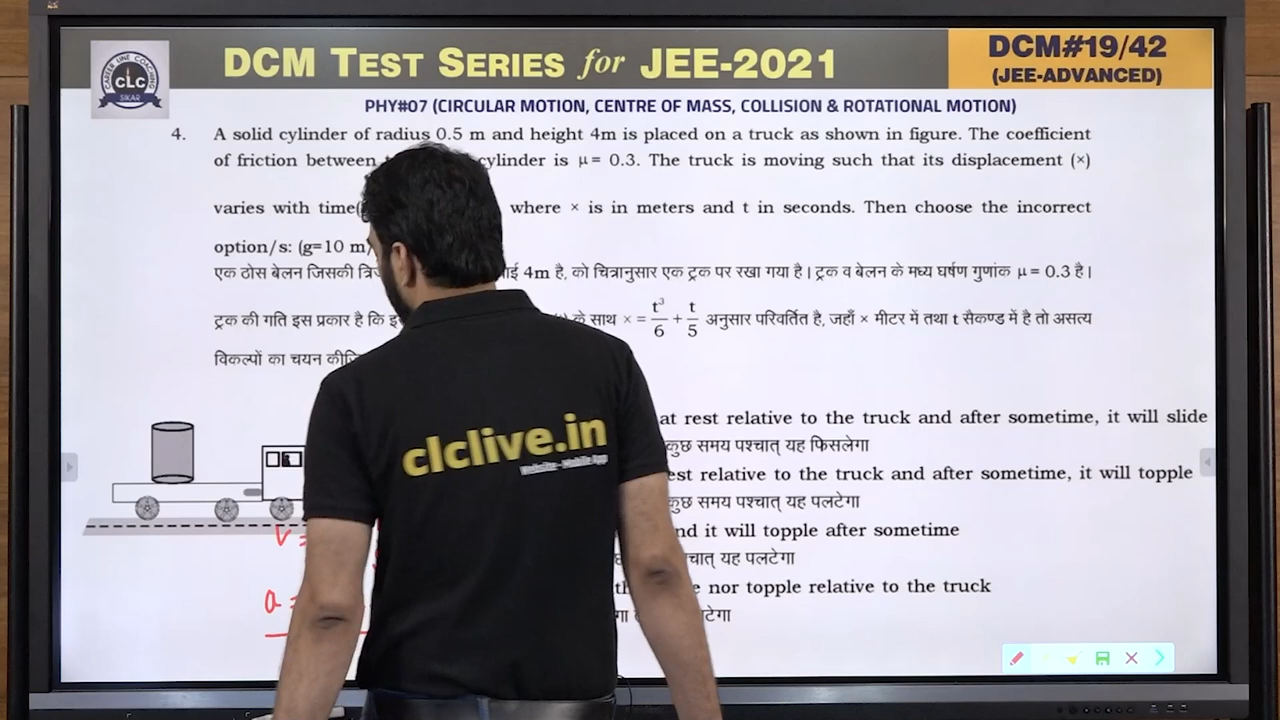 DCM TEST SERIES for JEE-2021
DCM#19/42
(JEE-ADVANCED)
CAREER LINE COACHING
CLC
SIKAR
PHY#07 (CIRCULAR MOTION, CENTRE OF MASS, COLLISION & ROTATIONAL MOTION)
4. A solid cylinder of radius 0.5 m and height 4m is placed on a truck as shown in figure. The coefficient
of friction between cylinder is μ = 0.3. The truck is moving such that its displacement (×)
varies with time( where × is in meters and t in seconds. Then choose the incorrect
option/s: (g=10 m/
एक ठोस बेलन जिसकी 4m है, को चित्रानुसार एक ट्रक पर रखा गया है। ट्रक व बेलन के मध्य घर्षण गुणांक μ = 0.3 है।
ट्रक की गति इस प्रकार है कि के साथ × = t³/6 + t/5 अनुसार परिवर्तित है, जहाँ × मीटर में तथा t सैकण्ड में है तो असत्य
विकल्पों का चयन
at rest relative to the truck and after sometime, it will slide
कुछ समय पश्चात् यह फिसलेगा
rest relative to the truck and after sometime, it will topple
कुछ समय पश्चात् यह पलटेगा
and it will topple after sometime
यह पलटेगा
nor topple relative to the truck
v =
a =
clclive.in
Website - Mobile App